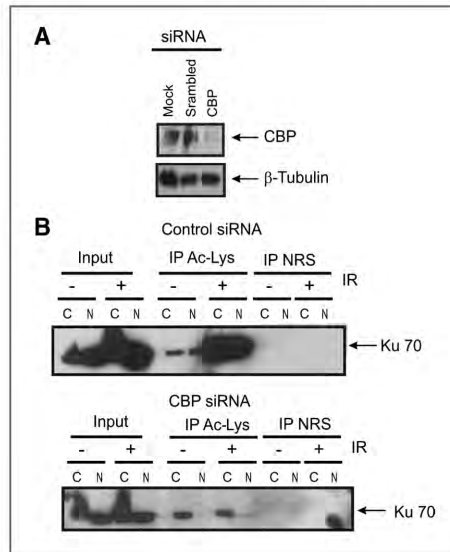 A
siRNA
Mock Srambled CBP
CBP
β-Tubulin
B
Control siRNA
Input IP Ac-Lys IP NRS
- + - + - + IR
C N C N C N C N C N C N
Ku 70
CBP siRNA
Input IP Ac-Lys IP NRS
- + - + - + IR
C N C N C N C N C N C N
Ku 70